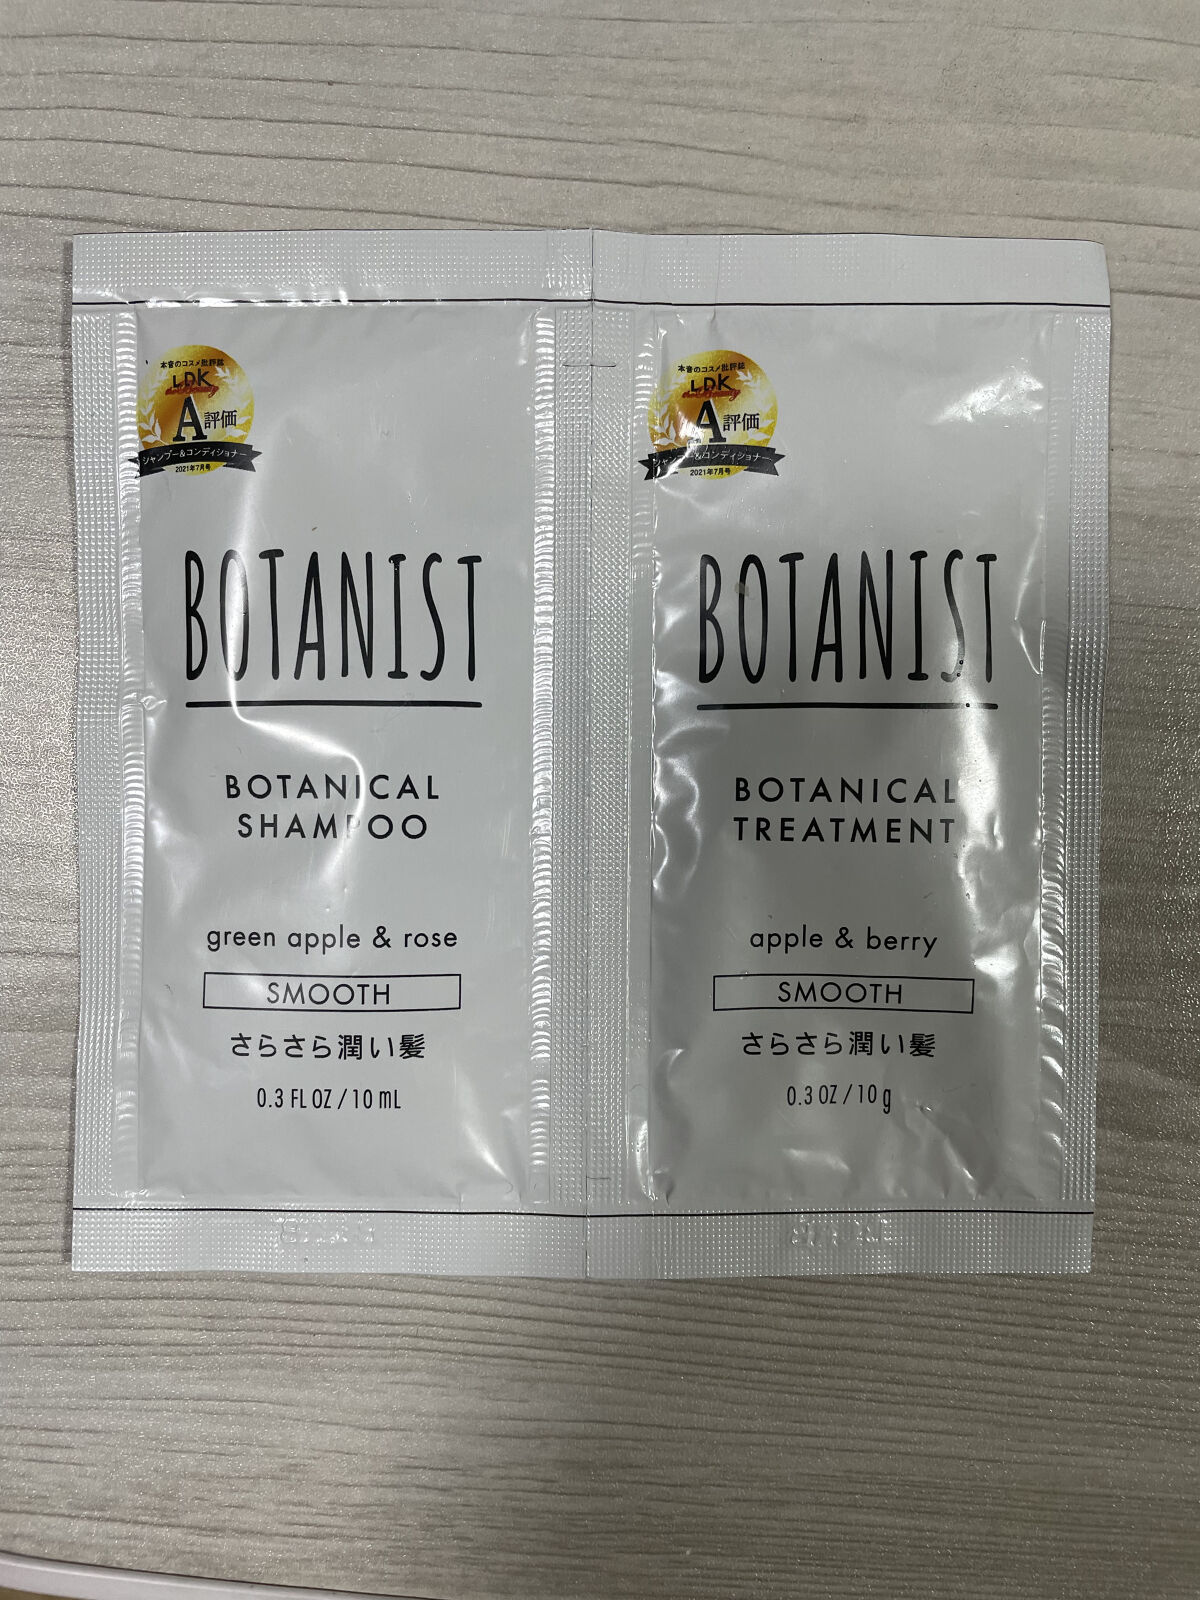 本音のコスメ批評誌
LDK
the Beauty
A評価
シャンプー&コンディショナー
2021年7月号
BOTANIST
BOTANICAL
SHAMPOO
green apple & rose
SMOOTH
さらさら潤い髪
0.3 FL OZ / 10 mL
本音のコスメ批評誌
LDK
the Beauty
A評価
シャンプー&コンディショナー
2021年7月号
BOTANIST
BOTANICAL
TREATMENT
apple & berry
SMOOTH
さらさら潤い髪
0.3 OZ / 10 g